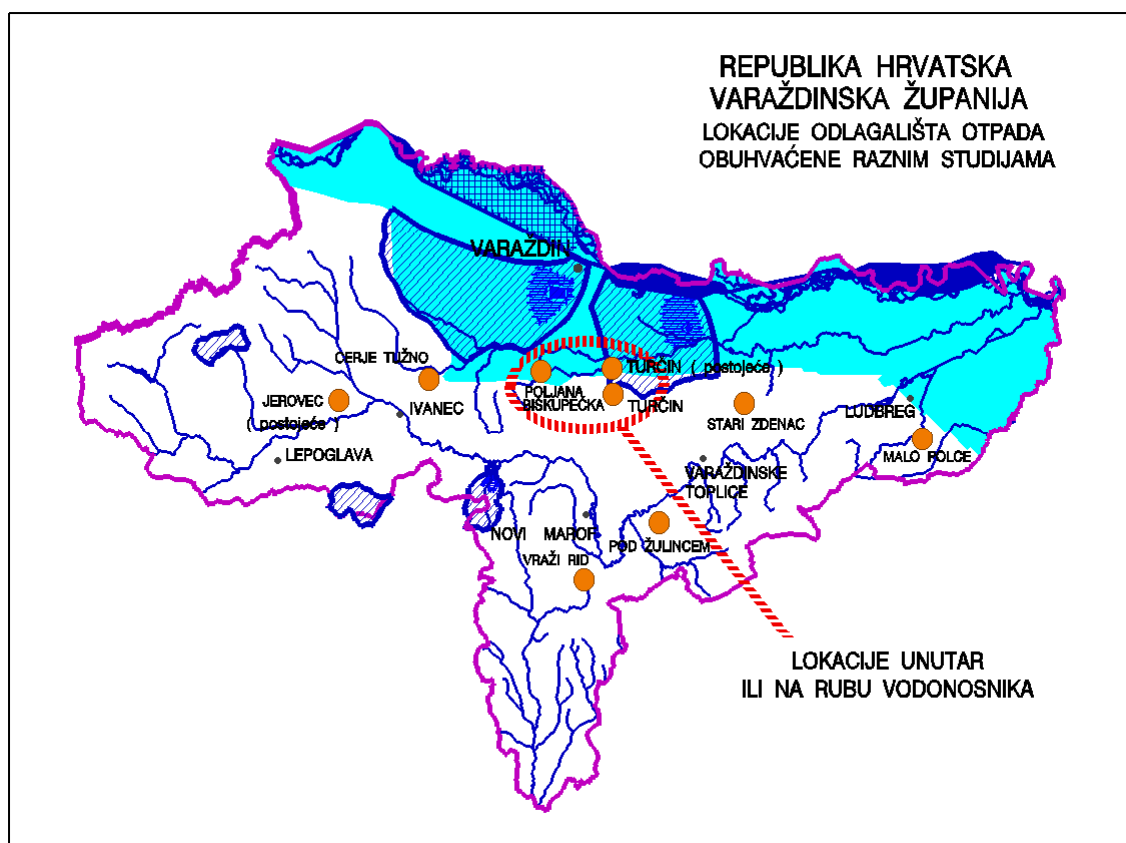 REPUBLIKA HRVATSKA
VARAŽDINSKA ŽUPANIJA
LOKACIJE ODLAGALIŠTA OTPADA
OBUHVAĆENE RAZNIM STUDIJAMA
VARAŽDIN
CERJE TUŽNO
TURČIN ( postojeće )
POLJANA
BISKUPEČKA
TURČIN
JEROVEC
( postojeće )
IVANEC
STARI ZDENAC
LUDBREG
LEPOGLAVA
MALO POLCE
VARAŽDINSKE
TOPLICE
NOVI MAROF
POD ŽULINCEM
VRAŽI RID
LOKACIJE UNUTAR
ILI NA RUBU VODONOSNIKA